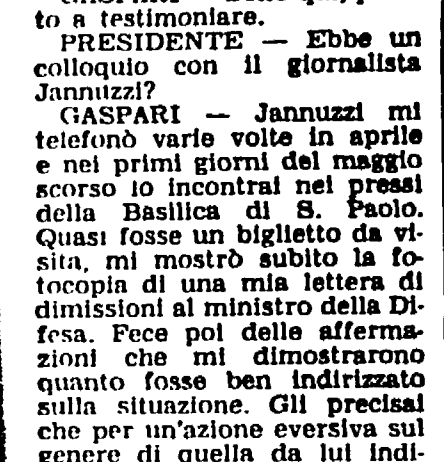 to a testimoniare.
PRESIDENTE — Ebbe un
colloquio con il giornalista
Jannuzzi?
GASPARI — Jannuzzi mi
telefonò varie volte in aprile
e nei primi giorni del maggio
scorso lo incontrai nei pressi
della Basilica di S. Paolo.
Quasi fosse un biglietto da vi-
sita, mi mostrò subito la fo-
tocopia di una mia lettera di
dimissioni al ministro della Di-
fesa. Fece poi delle afferma-
zioni che mi dimostrarono
quanto fosse ben indirizzato
sulla situazione. Gli precisai
che per un'azione eversiva sul
genere di quella da lui indi-